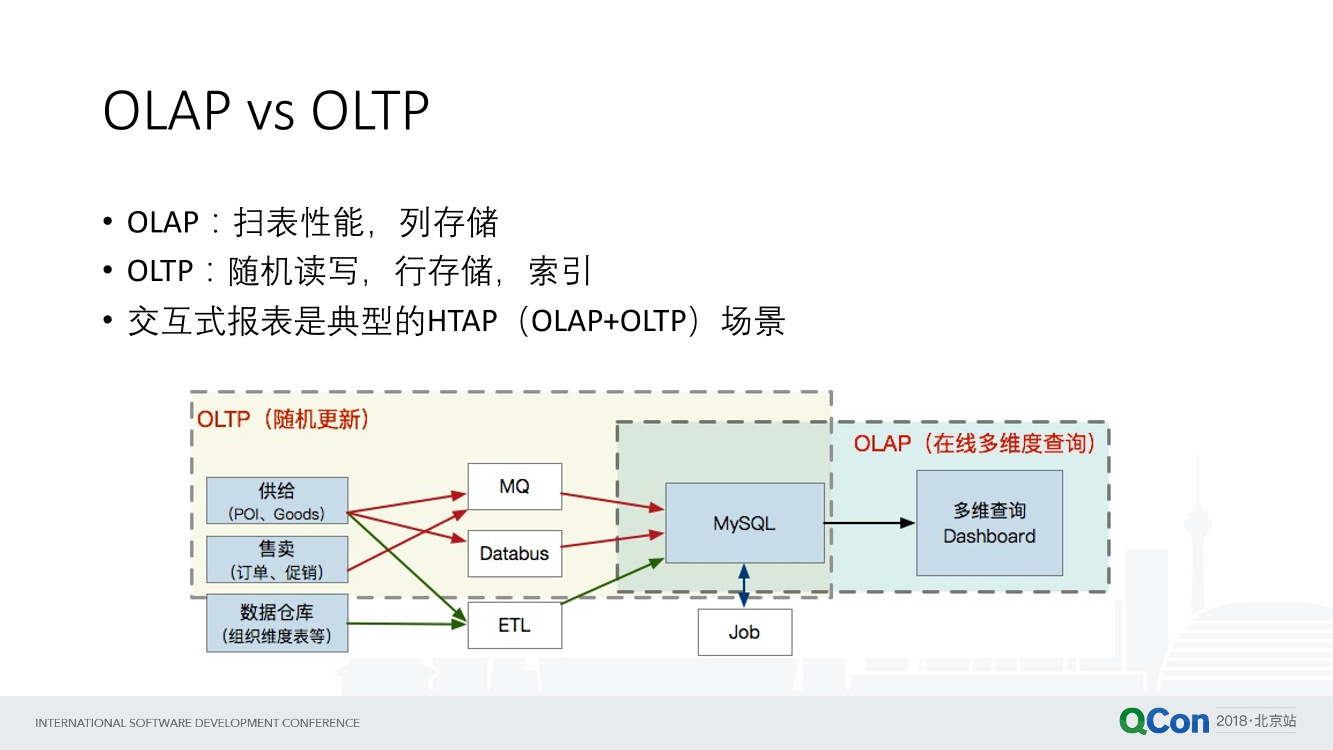 OLAP vs OLTP
• OLAP：扫表性能，列存储
• OLTP：随机读写，行存储，索引
• 交互式报表是典型的HTAP（OLAP+OLTP）场景
OLTP（随机更新）
OLAP（在线多维度查询）
供给
（POI、Goods）
售卖
（订单、促销）
数据仓库
（组织维度表等）
MQ
Databus
ETL
MySQL
Job
多维查询
Dashboard
INTERNATIONAL SOFTWARE DEVELOPMENT CONFERENCE
QCon 2018·北京站